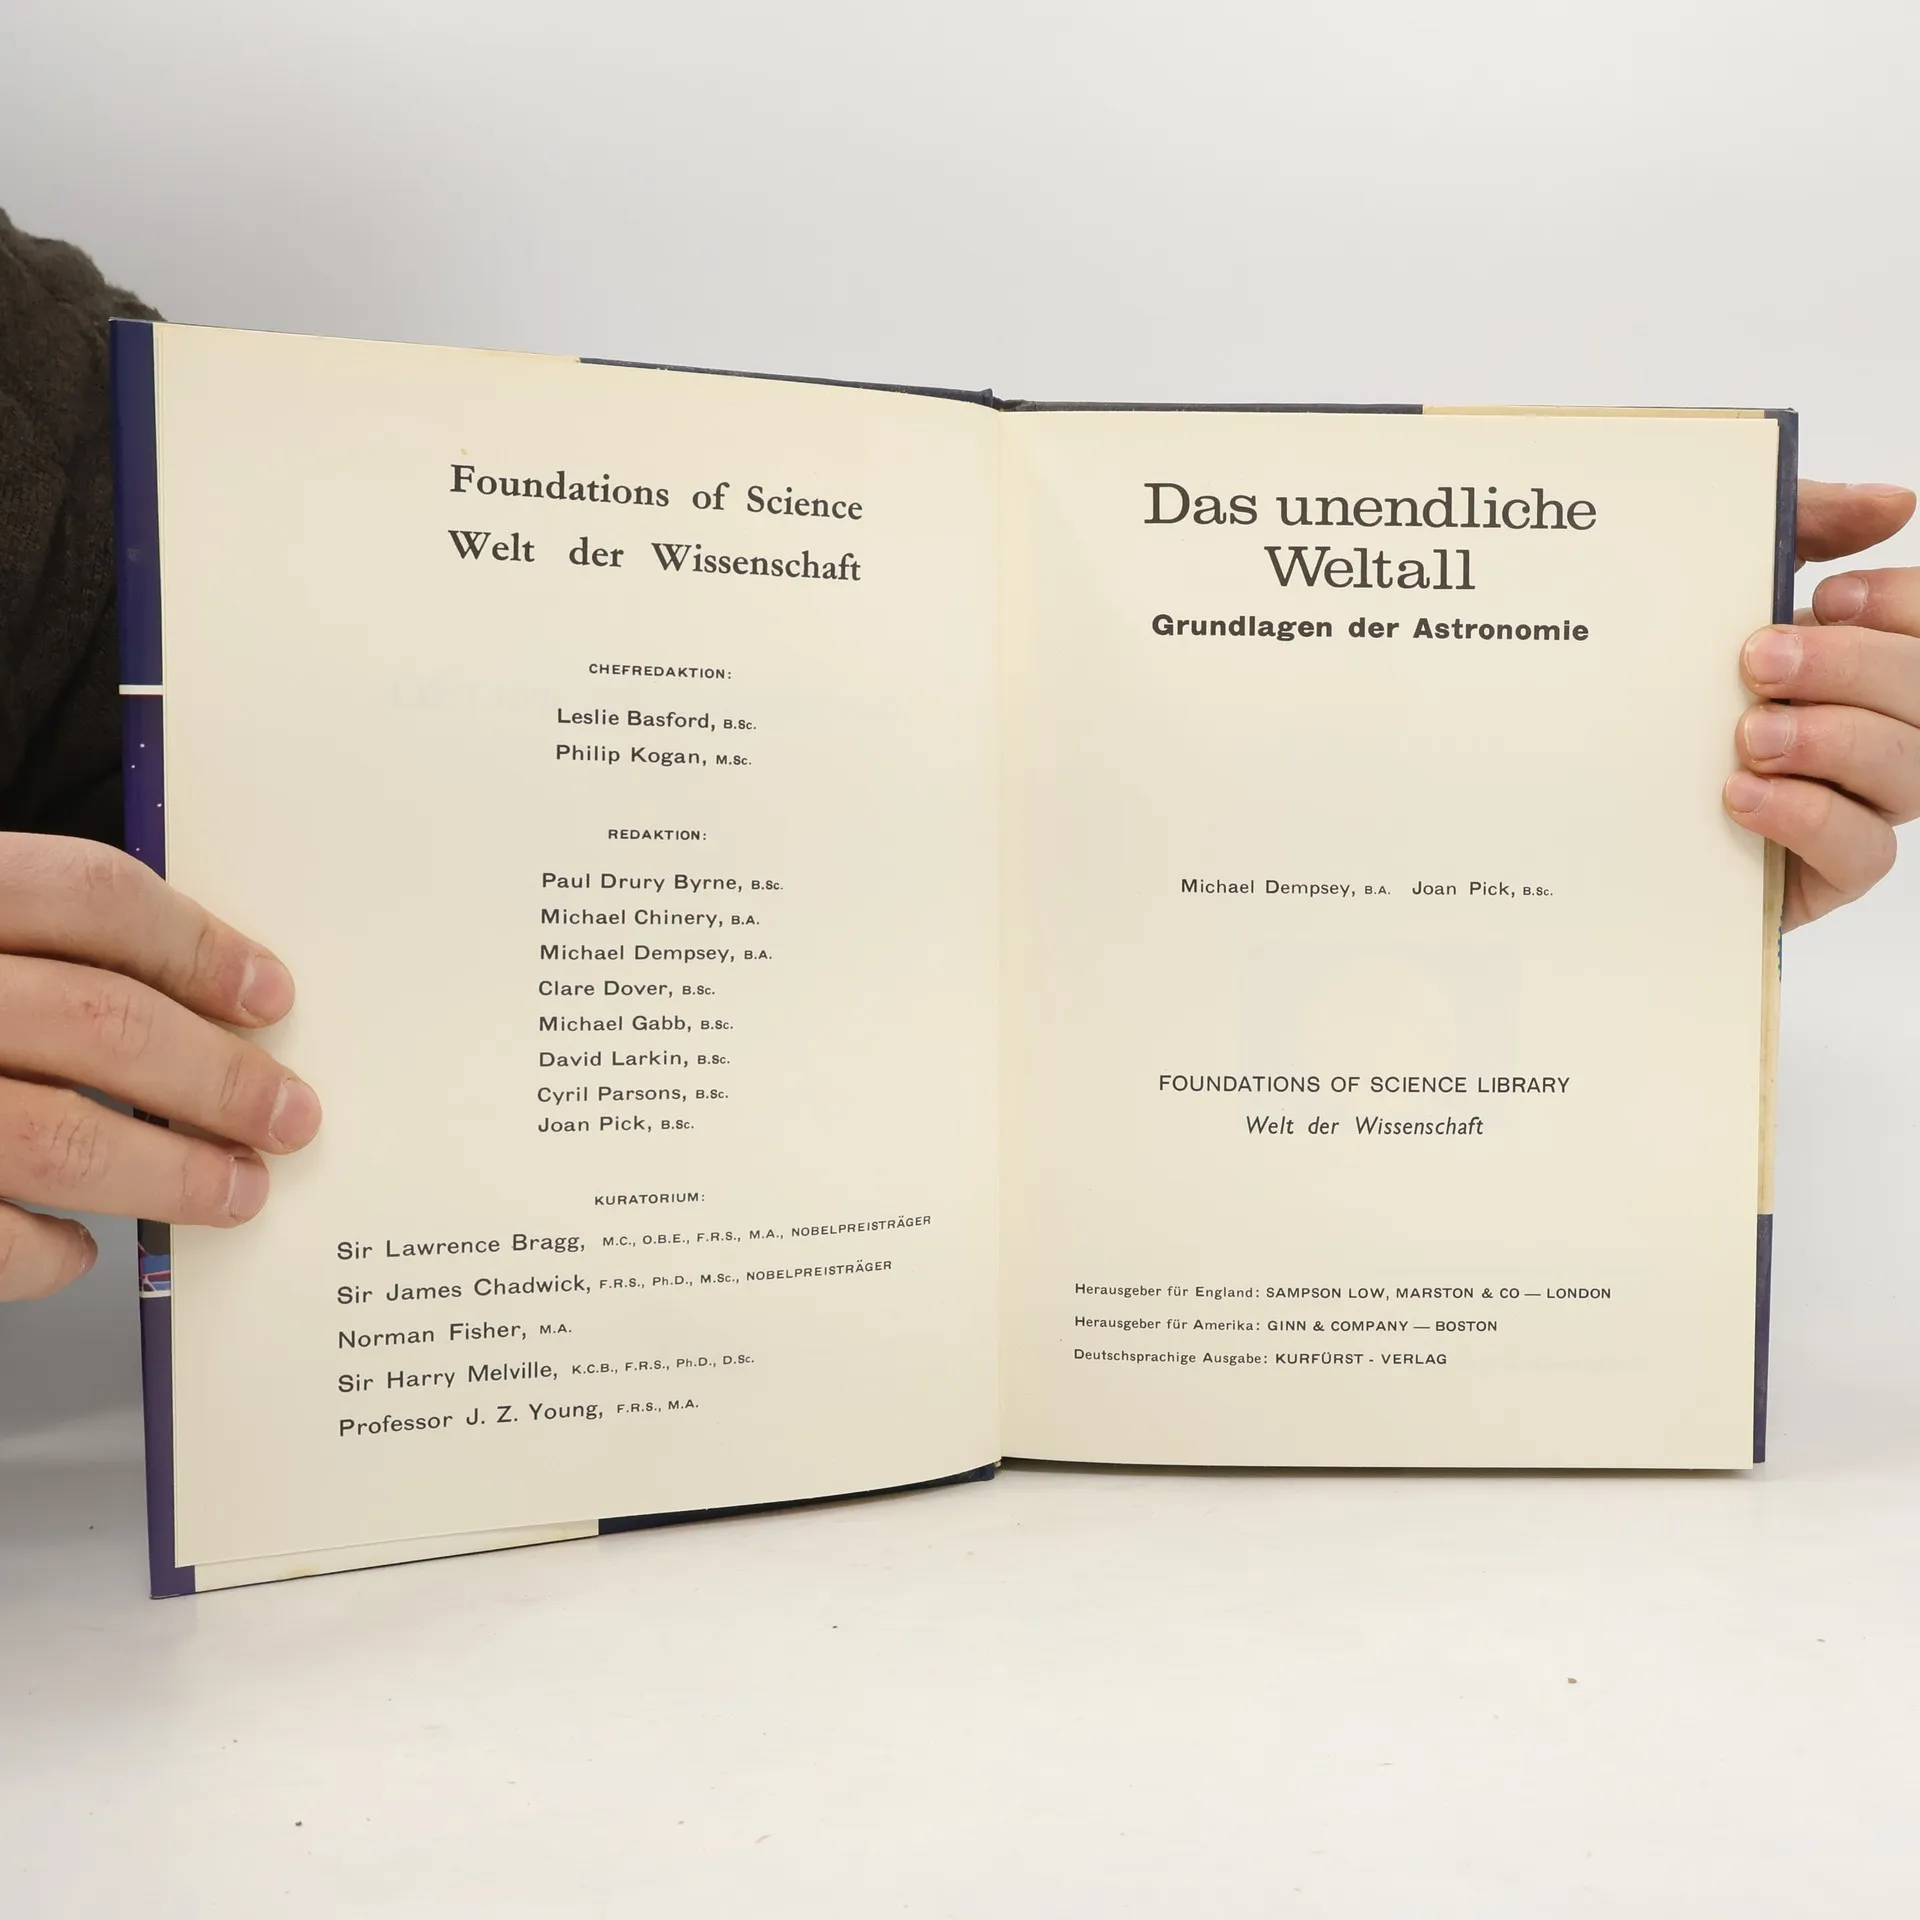 Foundations of Science
Welt der Wissenschaft
CHEFREDAKTION:
Leslie Basford, B.Sc.
Philip Kogan, M.Sc.
REDAKTION:
Paul Drury Byrne, B.Sc.
Michael Chinery, B.A.
Michael Dempsey, B.A.
Clare Dover, B.Sc.
Michael Gabb, B.Sc.
David Larkin, B.Sc.
Cyril Parsons, B.Sc.
Joan Pick, B.Sc.
KURATORIUM:
Sir Lawrence Bragg, M.C., O.B.E., F.R.S., M.A., NOBELPREISTRÄGER
Sir James Chadwick, F.R.S., Ph.D., M.Sc., NOBELPREISTRÄGER
Norman Fisher, M.A.
Sir Harry Melville, K.C.B., F.R.S., Ph.D., D.Sc.
Professor J. Z. Young, F.R.S., M.A.
Das unendliche
Weltall
Grundlagen der Astronomie
Michael Dempsey, B.A. Joan Pick, B.Sc.
FOUNDATIONS OF SCIENCE LIBRARY
Welt der Wissenschaft
Herausgeber für England: SAMPSON LOW, MARSTON & CO — LONDON
Herausgeber für Amerika: GINN & COMPANY — BOSTON
Deutschsprachige Ausgabe: KURFÜRST - VERLAG